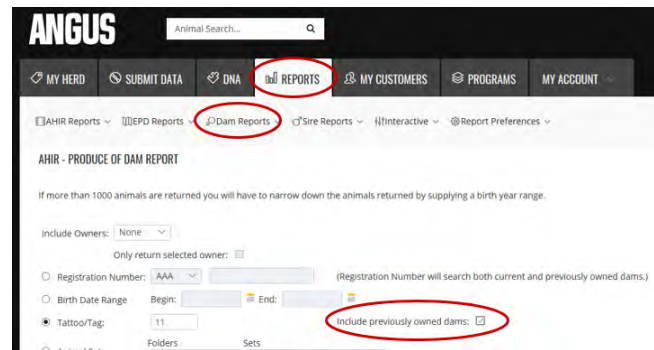 ANGUS
Animal Search...
MY HERD SUBMIT DATA DNA REPORTS MY CUSTOMERS PROGRAMS MY ACCOUNT
AHIR Reports EPD Reports Dam Reports Sire Reports Interactive Report Preferences
AHIR - PRODUCE OF DAM REPORT
If more than 1000 animals are returned you will have to narrow down the animals returned by supplying a birth year range.
Include Owners: None
Only return selected owner:
Registration Number: AAA (Registration Number will search both current and previously owned dams.)
Birth Date Range Begin: End:
Tattoo/Tag: 11 Include previously owned dams:
Folders Sets